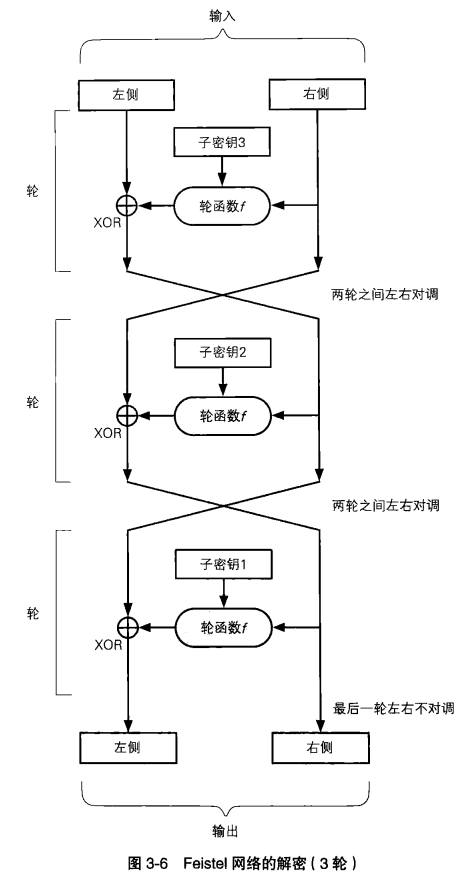 输入
左侧
右侧
子密钥3
轮
轮函数f
XOR
两轮之间左右对调
子密钥2
轮
轮函数f
XOR
两轮之间左右对调
子密钥1
轮
轮函数f
XOR
最后一轮左右不对调
左侧
右侧
输出
图 3-6 Feistel 网络的解密（3 轮）